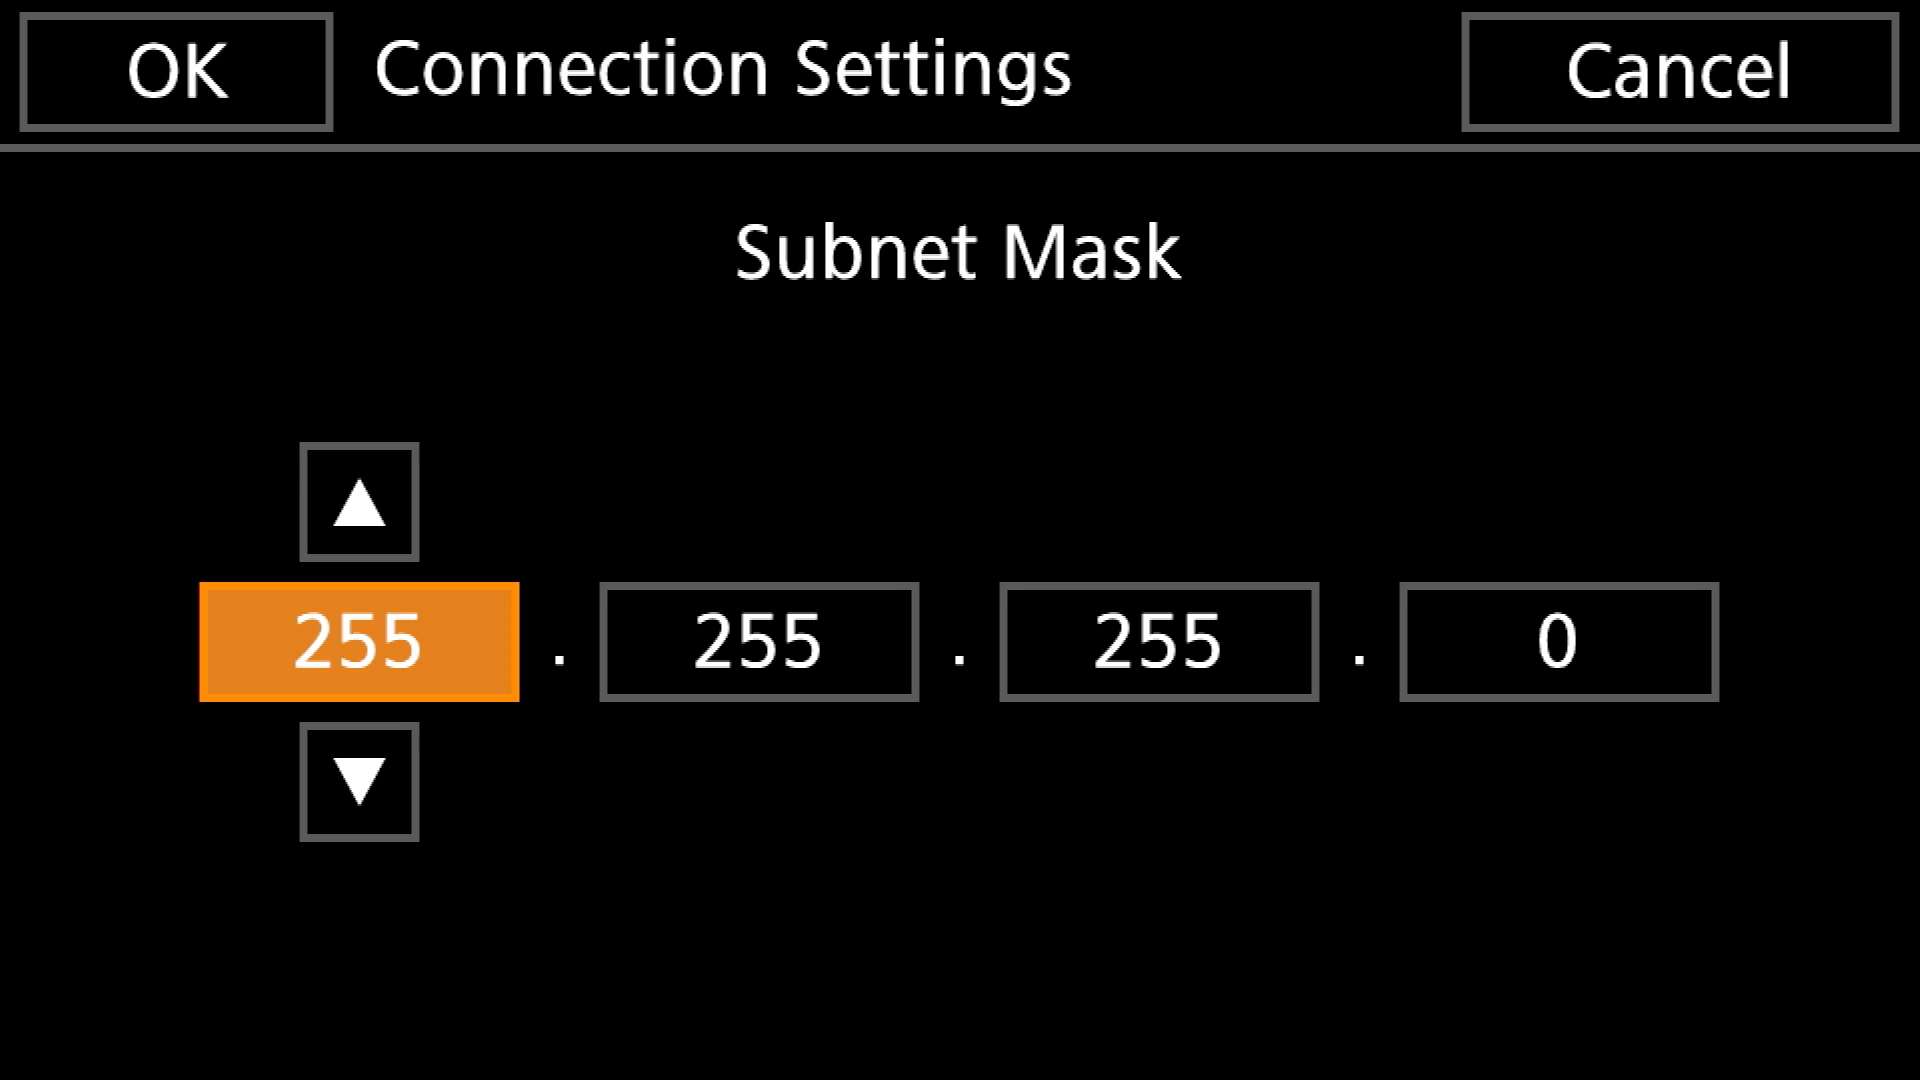 OK Connection Settings Cancel
Subnet Mask
▲
255 . 255 . 255 . 0
▼